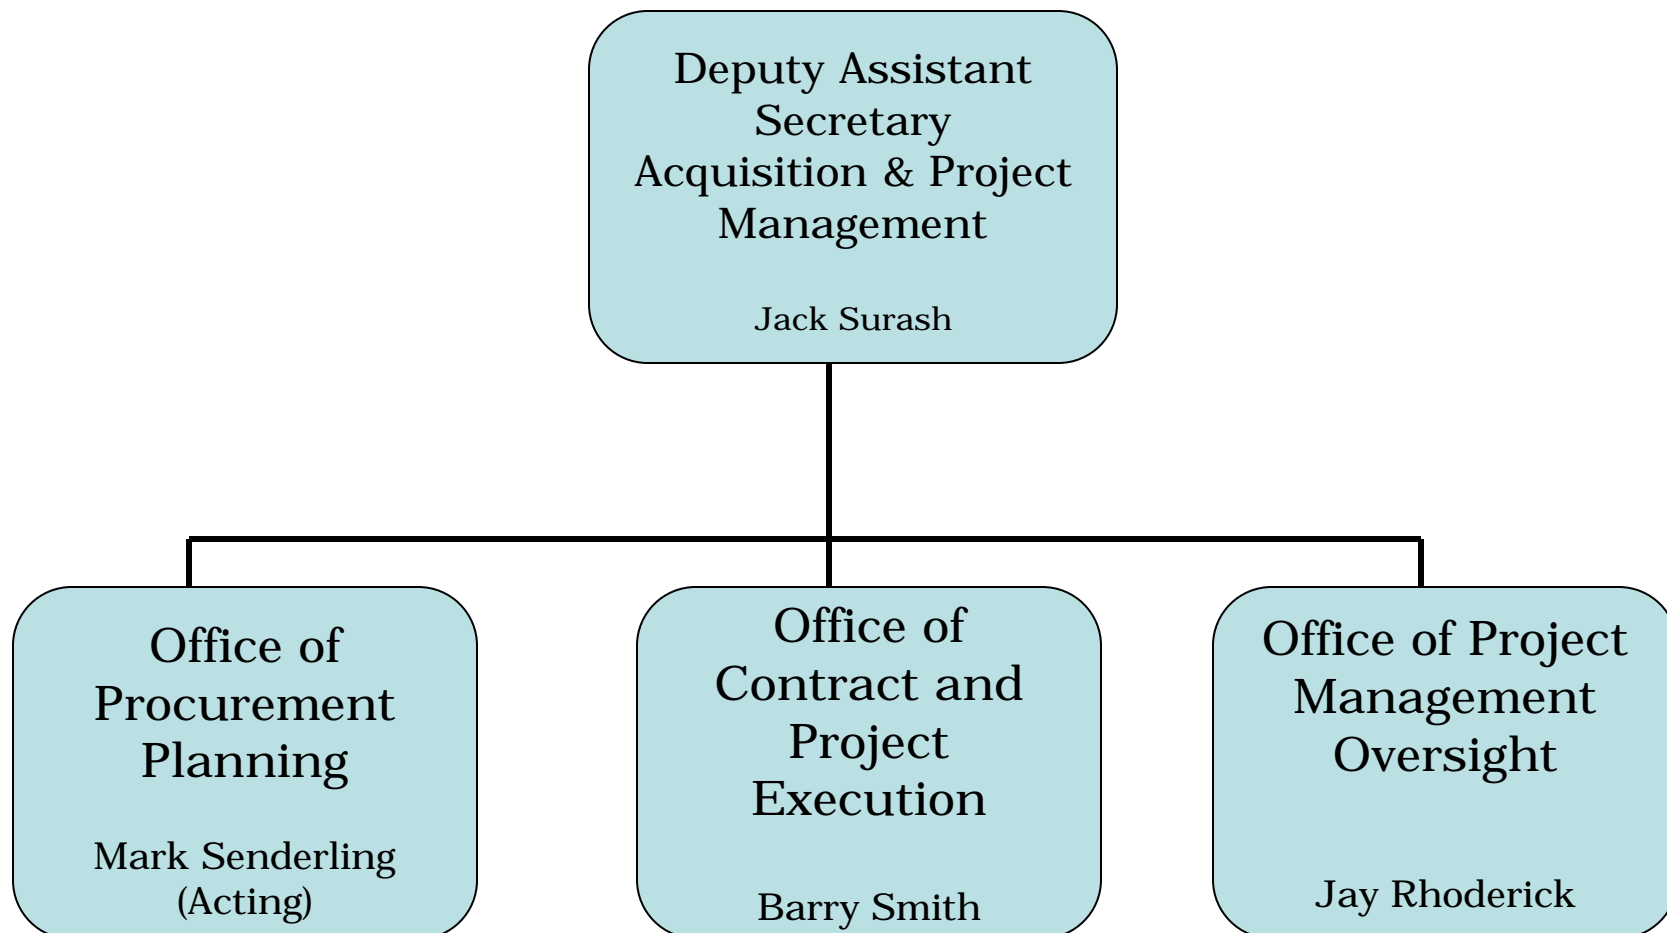 Deputy Assistant
Secretary
Acquisition & Project
Management
Jack Surash
Office of
Procurement
Planning
Mark Senderling
(Acting)
Office of
Contract and
Project
Execution
Barry Smith
Office of Project
Management
Oversight
Jay Rhoderick